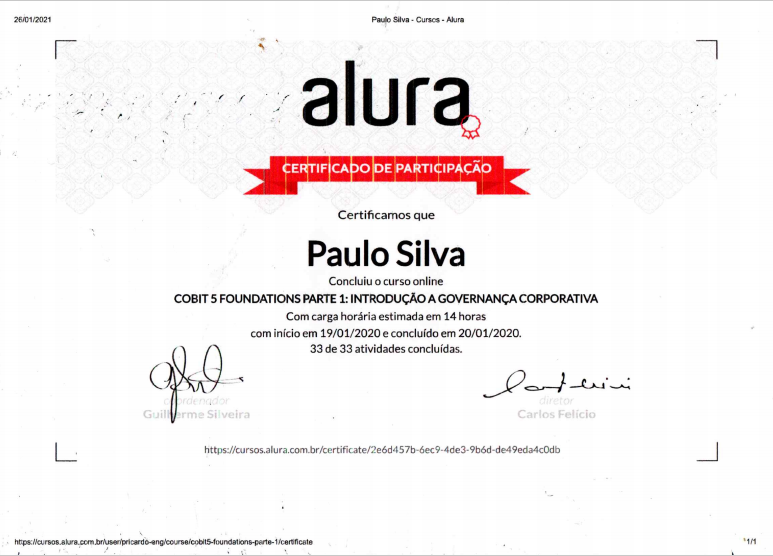 26/01/2021
Paulo Silva - Cursos - Alura
alura
CERTIFICADO DE PARTICIPAÇÃO
Certificamos que
Paulo Silva
Concluiu o curso online
COBIT 5 FOUNDATIONS PARTE 1: INTRODUÇÃO A GOVERNANÇA CORPORATIVA
Com carga horária estimada em 14 horas
com início em 19/01/2020 e concluído em 20/01/2020.
33 de 33 atividades concluídas.
coordenador
Guilherme Silveira
diretor
Carlos Felício
https://cursos.alura.com.br/certificate/2e6d457b-6ec9-4de3-9b6d-de49eda4c0db
https://cursos.alura.com.br/user/pricardo-eng/course/cobit5-foundations-parte-1/certificate
1/1